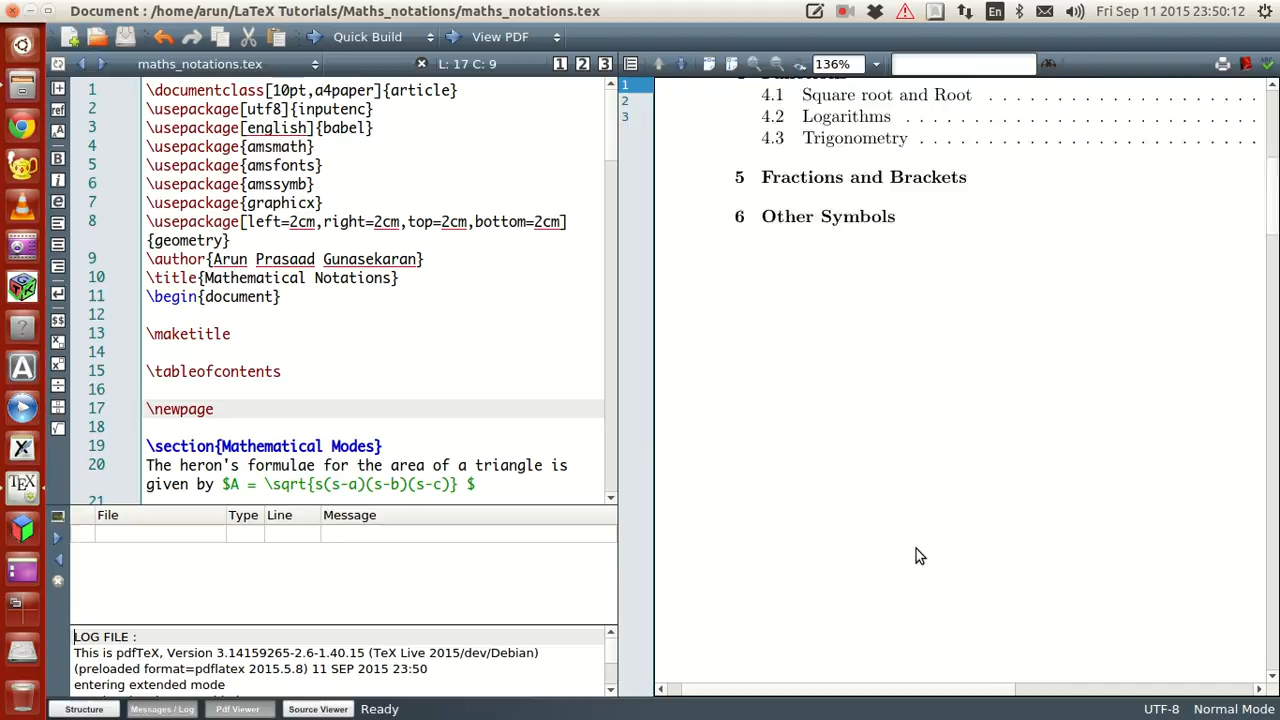 Document : /home/arun/LaTeX Tutorials/Maths_notations/maths_notations.tex
En
Fri Sep 11 2015 23:50:12
Quick Build
View PDF
maths_notations.tex
L: 17 C: 9
1 2 3
136%
1 \documentclass[10pt,a4paper]{article}
2 \usepackage[utf8]{inputenc}
3 \usepackage[english]{babel}
4 \usepackage{amsmath}
5 \usepackage{amsfonts}
6 \usepackage{amssymb}
7 \usepackage{graphicx}
8 \usepackage[left=2cm,right=2cm,top=2cm,bottom=2cm]
{geometry}
9 \author{Arun Prasaad Gunasekaran}
10 \title{Mathematical Notations}
11 \begin{document}
12
13 \maketitle
14
15 \tableofcontents
16
17 \newpage
18
19 \section{Mathematical Modes}
20 The heron's formulae for the area of a triangle is
given by $A = \sqrt{s(s-a)(s-b)(s-c)} $
21
1
2
3
4.1 Square root and Root . . . . . . . . . . . . . . . . .
4.2 Logarithms . . . . . . . . . . . . . . . . . . . . . . .
4.3 Trigonometry . . . . . . . . . . . . . . . . . . . . . .
5 Fractions and Brackets
6 Other Symbols
File Type Line Message
LOG FILE :
This is pdfTeX, Version 3.14159265-2.6-1.40.15 (TeX Live 2015/dev/Debian)
(preloaded format=pdflatex 2015.5.8) 11 SEP 2015 23:50
entering extended mode
Structure Messages / Log Pdf Viewer Source Viewer Ready
UTF-8 Normal Mode